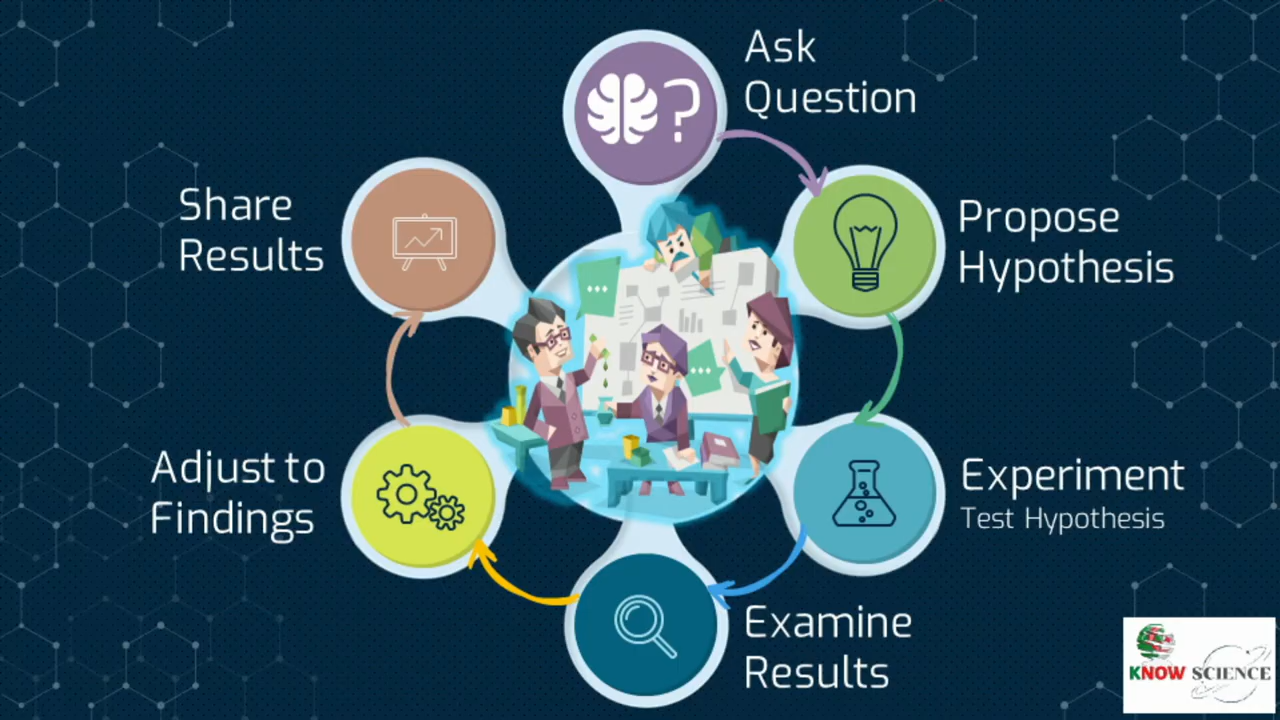 Ask
Question
Propose
Hypothesis
Experiment
Test Hypothesis
Examine
Results
Adjust to
Findings
Share
Results
KNOW SCIENCE